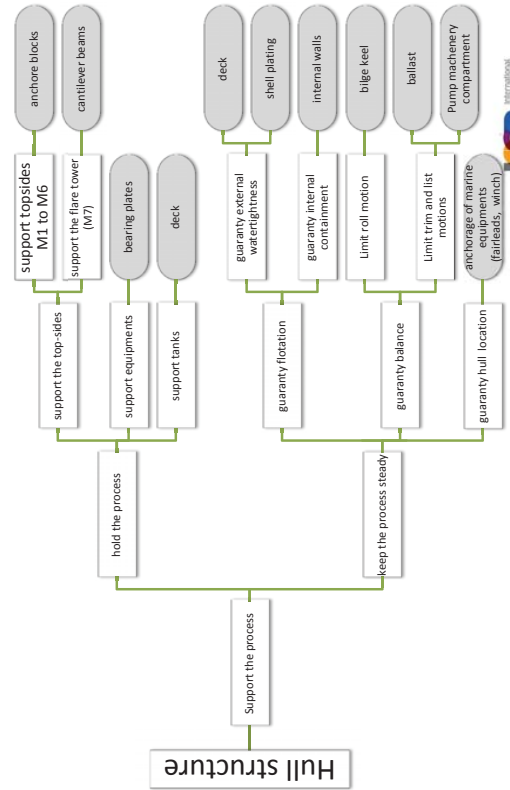 Hull structure
Support the process
hold the process
keep the process steady
support the top-sides
support equipments
support tanks
guaranty flotation
guaranty balance
guaranty hull location
support topsides
M1 to M6
support the flare tower
(M7)
bearing plates
deck
guaranty external
watertightness
guaranty internal
containment
Limit roll motion
Limit trim and list
motions
anchorage of marine
equipments
(fairleads, winch)
anchore blocks
cantilever beams
deck
shell plating
internal walls
bilge keel
ballast
Pump machenery
compartment
International